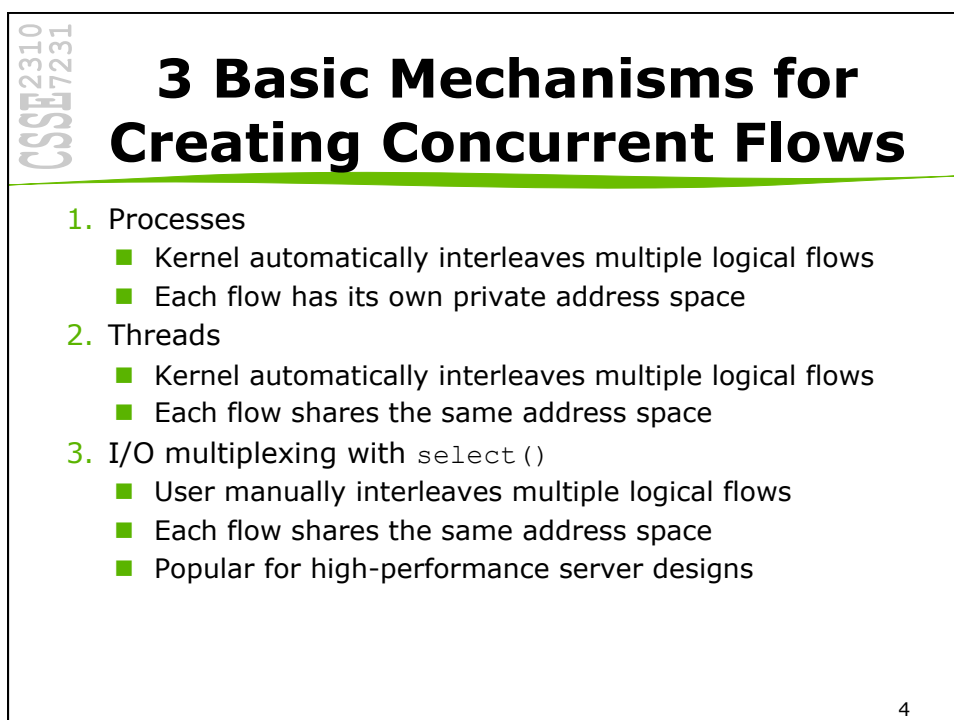 CSSE2310
CSSE7231
3 Basic Mechanisms for
Creating Concurrent Flows
1. Processes
■ Kernel automatically interleaves multiple logical flows
■ Each flow has its own private address space
2. Threads
■ Kernel automatically interleaves multiple logical flows
■ Each flow shares the same address space
3. I/O multiplexing with select()
■ User manually interleaves multiple logical flows
■ Each flow shares the same address space
■ Popular for high-performance server designs
4